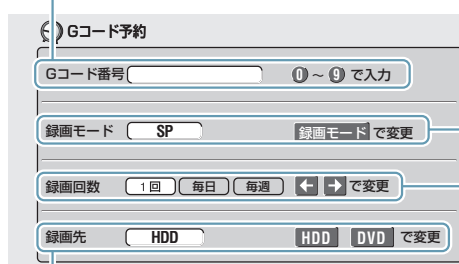 Gコード予約
Gコード番号 0 ~ 9 で入力
録画モード SP 録画モード で変更
録画回数 1回 毎日 毎週 ← → で変更
録画先 HDD HDD DVD で変更